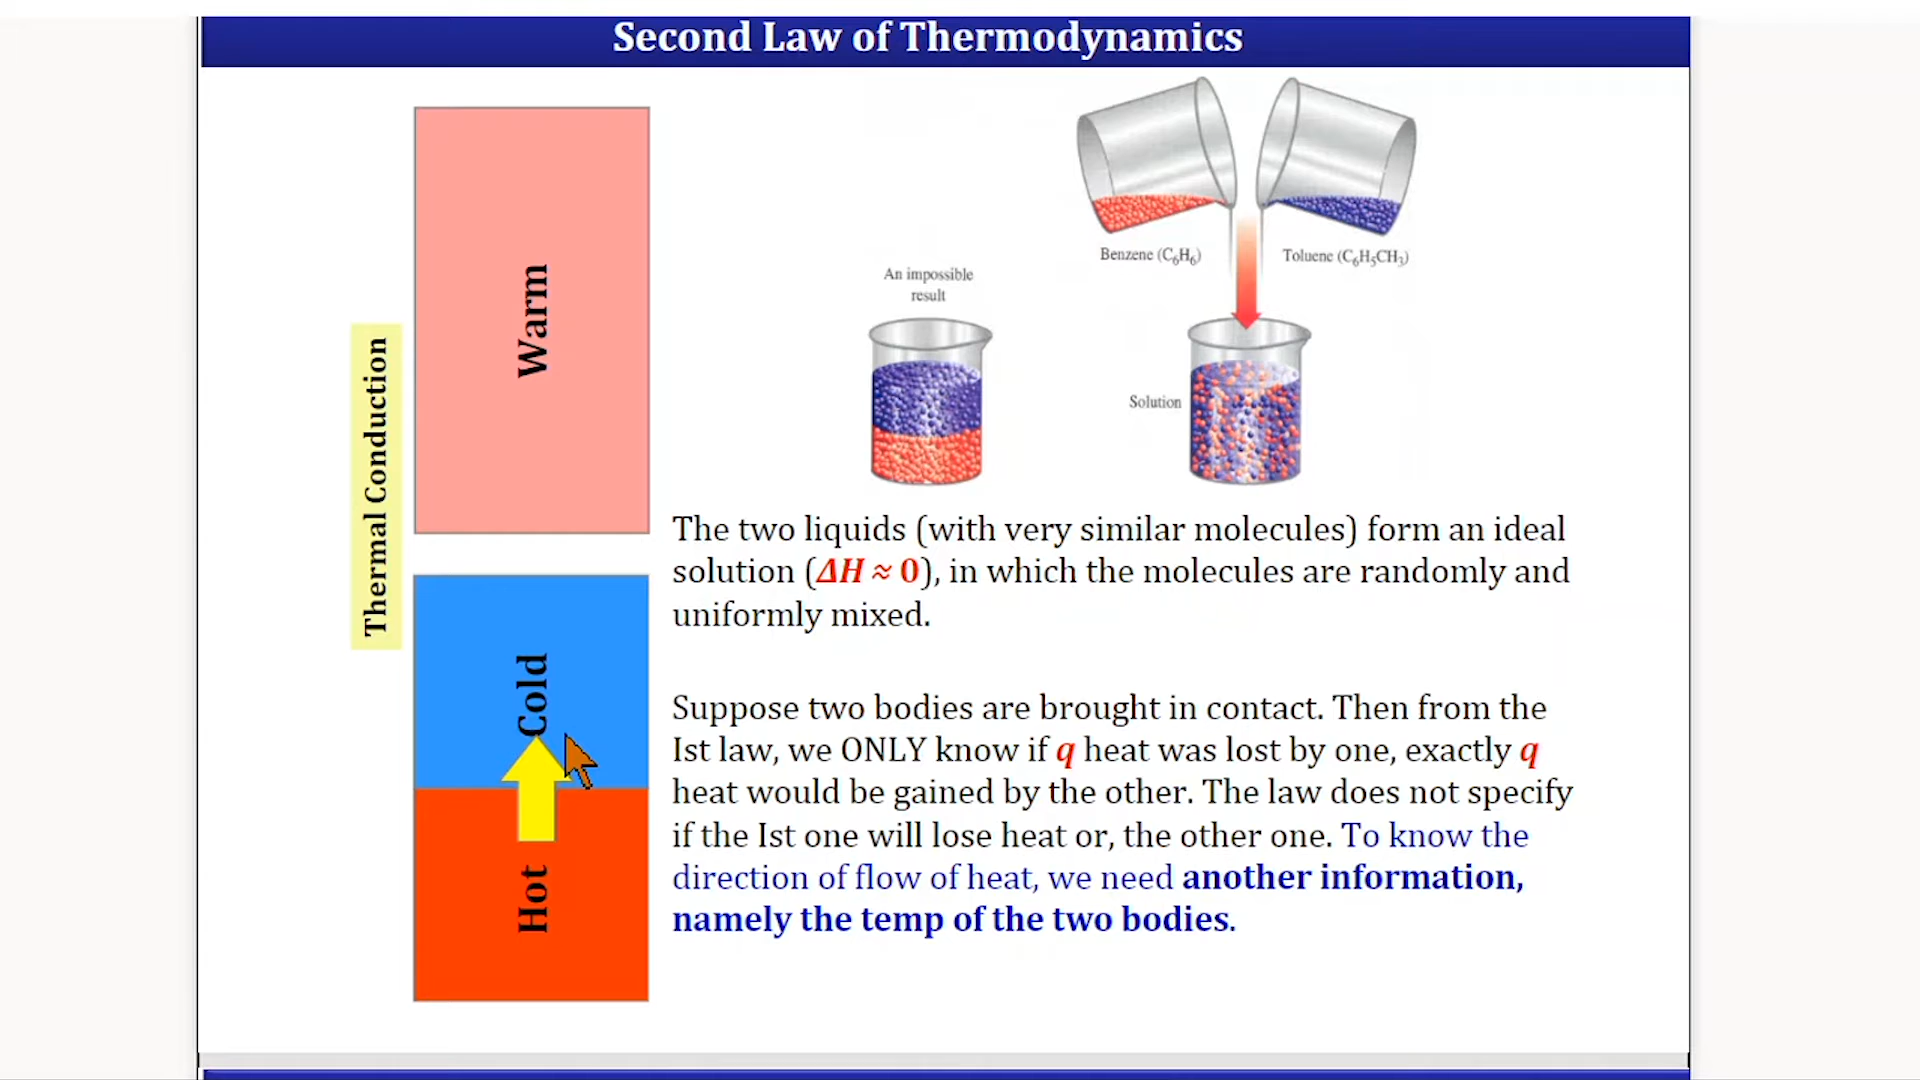 Second Law of Thermodynamics
Thermal Conduction
Warm
Cold
Hot
Benzene (C₆H₆)
Toluene (C₆H₅CH₃)
An impossible
result
Solution
The two liquids (with very similar molecules) form an ideal
solution (ΔH ≈ 0), in which the molecules are randomly and
uniformly mixed.
Suppose two bodies are brought in contact. Then from the
Ist law, we ONLY know if q heat was lost by one, exactly q
heat would be gained by the other. The law does not specify
if the Ist one will lose heat or, the other one. To know the
direction of flow of heat, we need another information,
namely the temp of the two bodies.